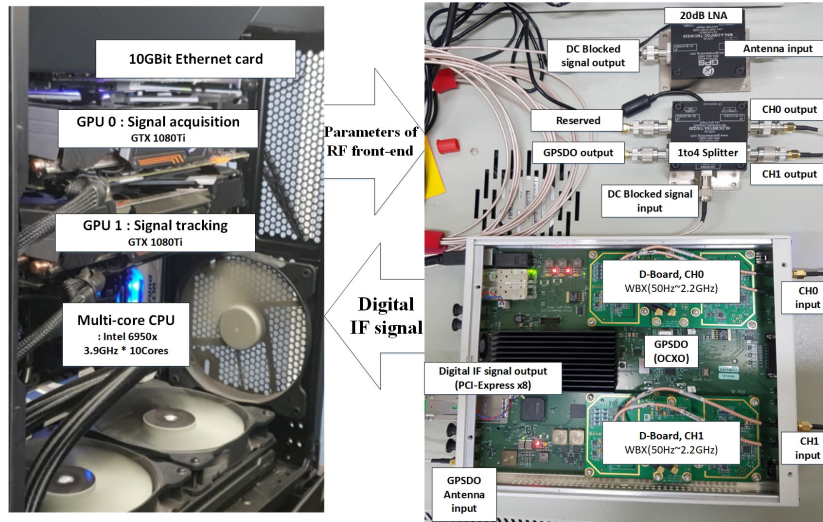 10GBit Ethernet card
GPU 0 : Signal acquisition
GTX 1080Ti
GPU 1 : Signal tracking
GTX 1080Ti
Multi-core CPU
: Intel 6950x
3.9GHz * 10Cores
Parameters of
RF front-end
Digital
IF signal
20dB LNA
DC Blocked
signal output
Antenna input
GPS
Reserved
CH0 output
GPSDO output
1to4 Splitter
CH1 output
DC Blocked signal
input
D-Board, CH0
WBX(50Hz~2.2GHz)
CH0
input
GPSDO
(OCXO)
Digital IF signal output
(PCI-Express x8)
D-Board, CH1
WBX(50Hz~2.2GHz)
CH1
input
GPSDO
Antenna
input